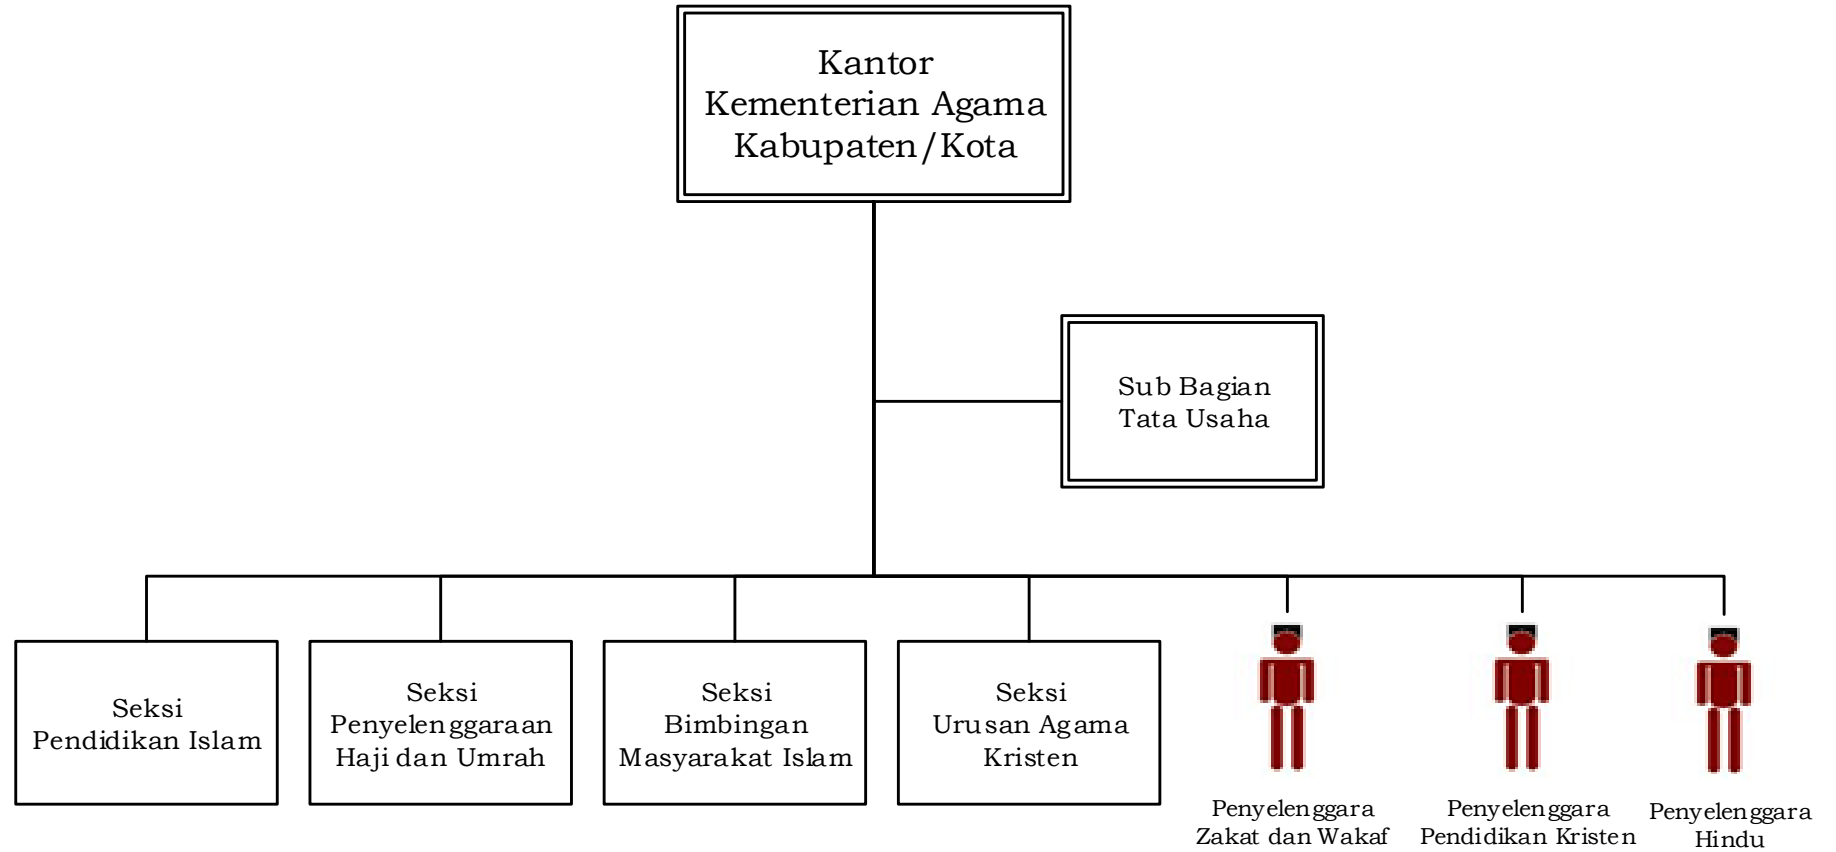 Kantor
Kementerian Agama
Kabupaten/Kota
Sub Bagian
Tata Usaha
Seksi
Pendidikan Islam
Seksi
Penyelenggaraan
Haji dan Umrah
Seksi
Bimbingan
Masyarakat Islam
Seksi
Urusan Agama
Kristen
Penyelenggara
Zakat dan Wakaf
Penyelenggara
Pendidikan Kristen
Penyelenggara
Hindu